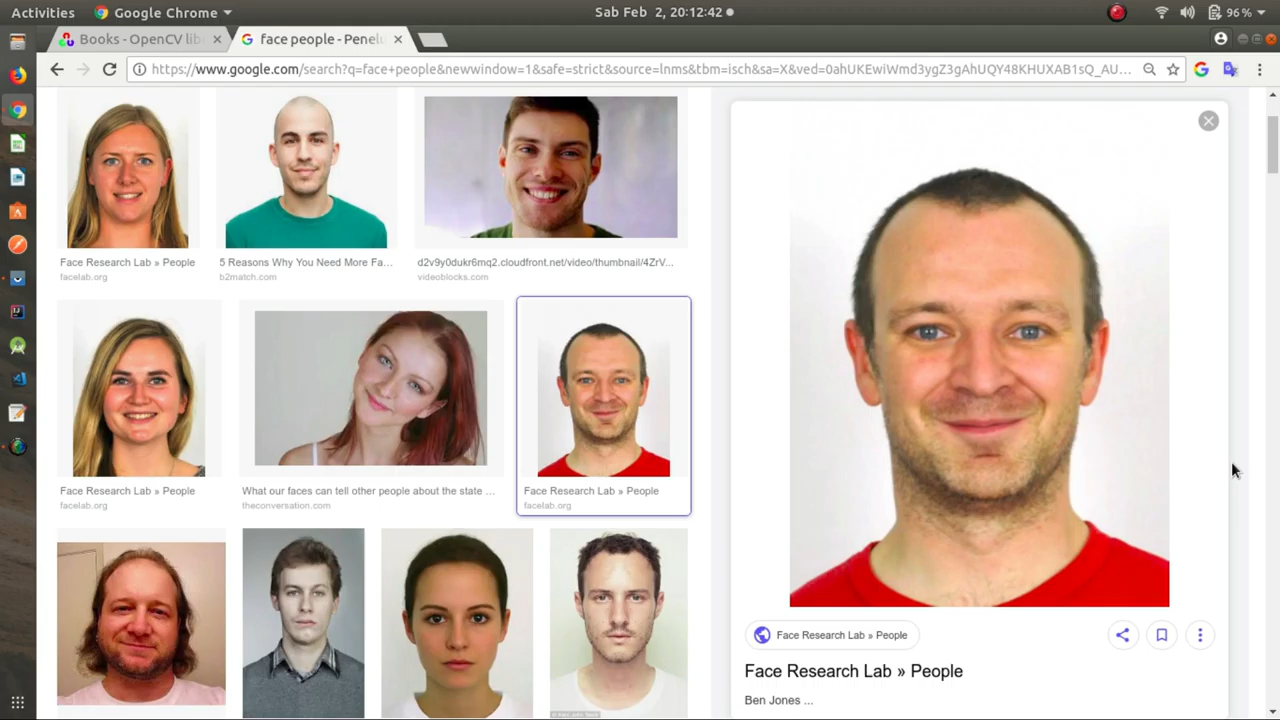 Activities Google Chrome Sab Feb 2, 20:12:42 96%
Books - OpenCV lib face people - Penelu
https://www.google.com/search?q=face+people&newwindow=1&safe=strict&source=lnms&tbm=isch&sa=X&ved=0ahUKEwiWmd3ygZ3gAhUQY48KHUXAB1sQ_AU...
Face Research Lab » People 5 Reasons Why You Need More Fa... d2v9y0dukr6mq2.cloudfront.net/video/thumbnail/4ZrV...
facelab.org b2match.com videoblocks.com
Face Research Lab » People What our faces can tell other people about the state ... Face Research Lab » People
facelab.org theconversation.com facelab.org
Face Research Lab » People
Face Research Lab » People
Ben Jones ...